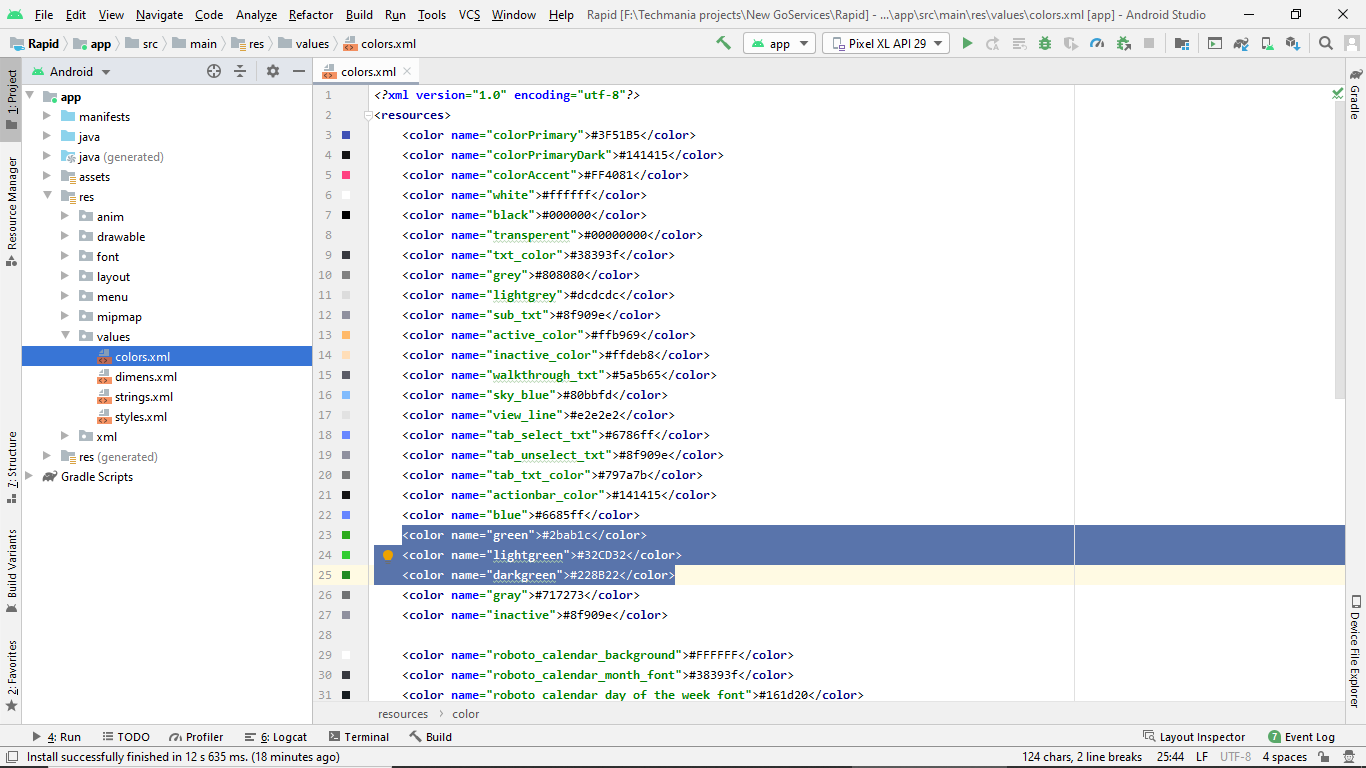 File Edit View Navigate Code Analyze Refactor Build Run Tools VCS Window Help Rapid [F:\Techmania projects\New GoServices\Rapid] - ...\app\src\main\res\values\colors.xml [app] - Android Studio
Rapid app src main res values colors.xml app Pixel XL API 29
1: Project
Resource Manager
7: Structure
Build Variants
2: Favorites
Android
app
manifests
java
java (generated)
assets
res
anim
drawable
font
layout
menu
mipmap
values
colors.xml
dimens.xml
strings.xml
styles.xml
xml
res (generated)
Gradle Scripts
colors.xml
1 <?xml version="1.0" encoding="utf-8"?>
2 <resources>
3 <color name="colorPrimary">#3F51B5</color>
4 <color name="colorPrimaryDark">#141415</color>
5 <color name="colorAccent">#FF4081</color>
6 <color name="white">#ffffff</color>
7 <color name="black">#000000</color>
8 <color name="transperent">#00000000</color>
9 <color name="txt_color">#38393f</color>
10 <color name="grey">#808080</color>
11 <color name="lightgrey">#dcdcdc</color>
12 <color name="sub_txt">#8f909e</color>
13 <color name="active_color">#ffb969</color>
14 <color name="inactive_color">#ffdeb8</color>
15 <color name="walkthrough_txt">#5a5b65</color>
16 <color name="sky_blue">#80bbfd</color>
17 <color name="view_line">#e2e2e2</color>
18 <color name="tab_select_txt">#6786ff</color>
19 <color name="tab_unselect_txt">#8f909e</color>
20 <color name="tab_txt_color">#797a7b</color>
21 <color name="actionbar_color">#141415</color>
22 <color name="blue">#6685ff</color>
23 <color name="green">#2bab1c</color>
24 <color name="lightgreen">#32CD32</color>
25 <color name="darkgreen">#228B22</color>
26 <color name="gray">#717273</color>
27 <color name="inactive">#8f909e</color>
28
29 <color name="roboto_calendar_background">#FFFFFF</color>
30 <color name="roboto_calendar_month_font">#38393f</color>
31 <color name="roboto_calendar_day_of_the_week_font">#161d20</color>
resources › color
Gradle
Device File Explorer
4: Run TODO Profiler 6: Logcat Terminal Build Layout Inspector 7 Event Log
Install successfully finished in 12 s 635 ms. (18 minutes ago) 124 chars, 2 line breaks 25:44 LF UTF-8 4 spaces